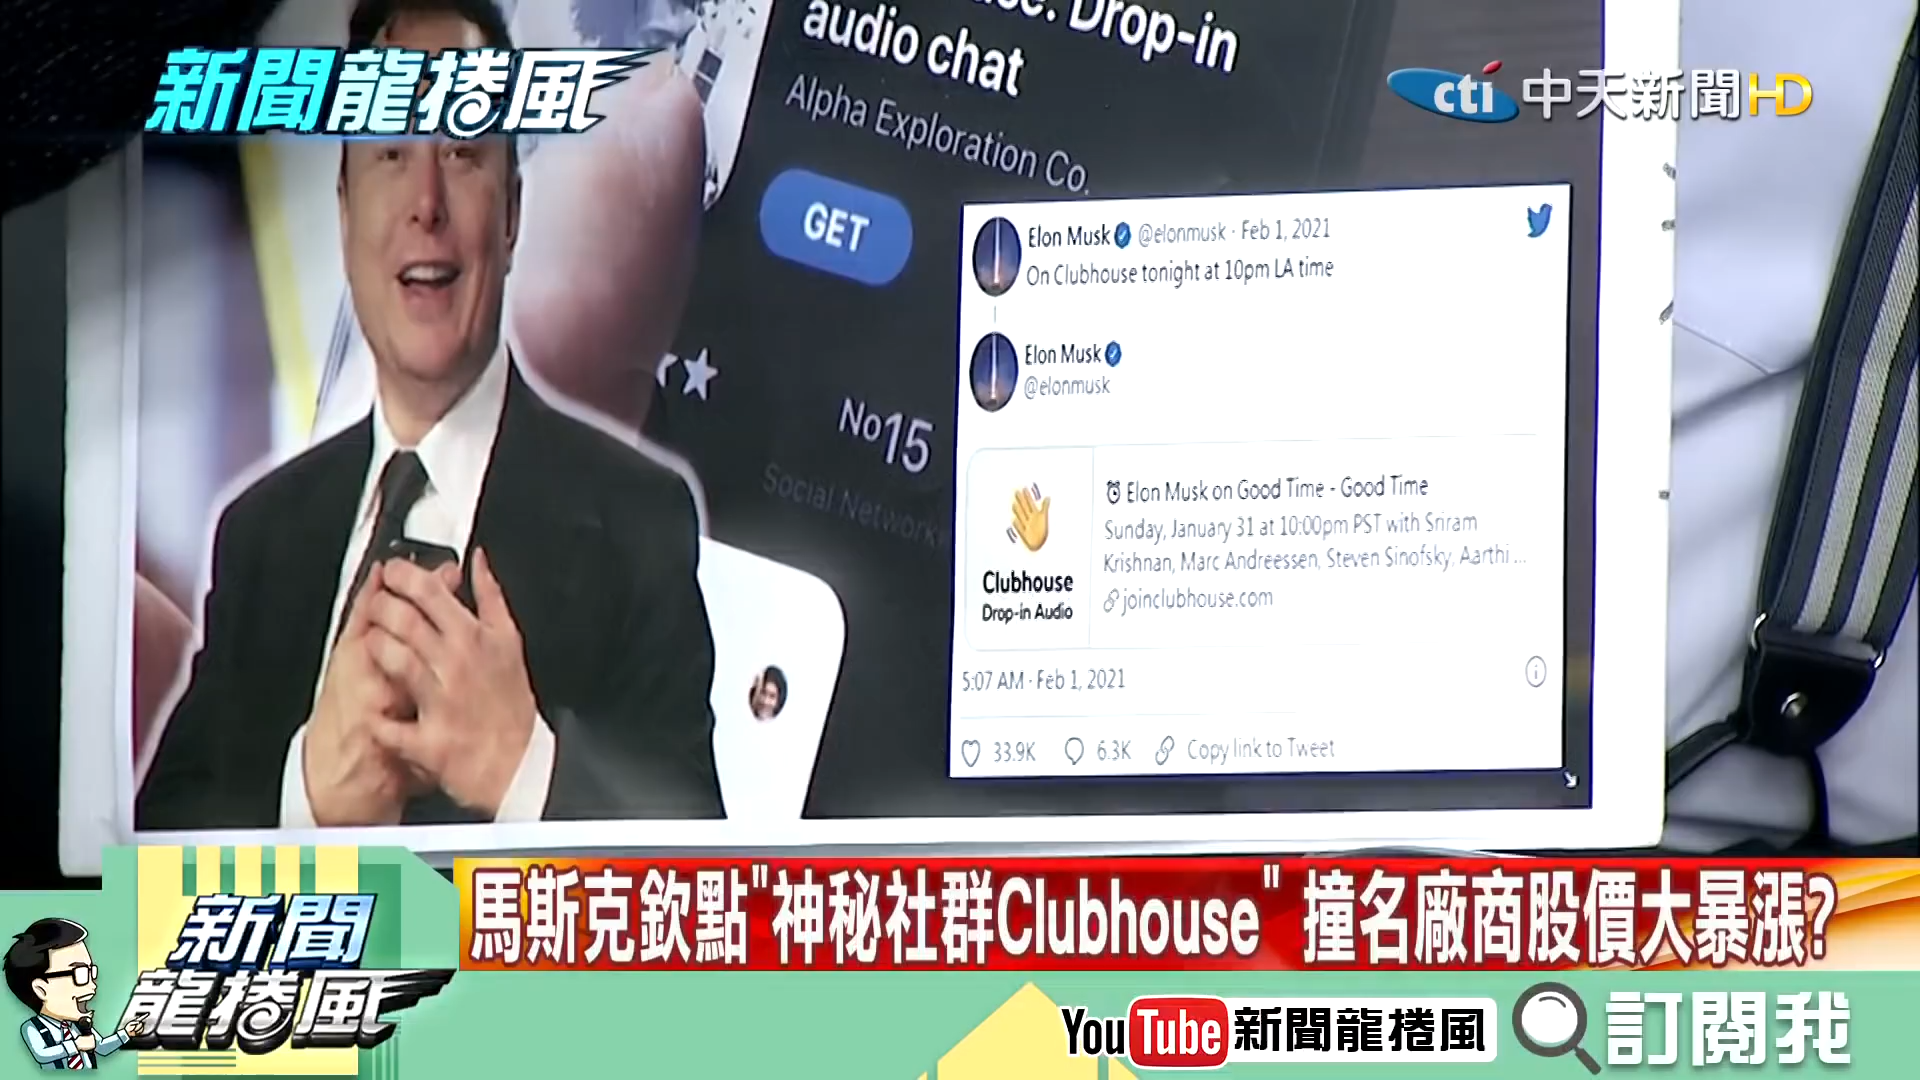 Drop-in
audio chat
Alpha Exploration Co.
GET
No15
Social
新聞龍捲風
cti 中天新聞HD
Elon Musk @elonmusk · Feb 1, 2021
On Clubhouse tonight at 10pm LA time
Elon Musk
@elonmusk
Clubhouse
Drop-in Audio
Elon Musk on Good Time - Good Time
Sunday, January 31 at 10:00pm PST with Sriram
Krishnan, Marc Andreessen, Steven Sinofsky, Aarthi ...
joinclubhouse.com
5:07 AM · Feb 1, 2021
33.9K 6.3K Copy link to Tweet
馬斯克欽點"神秘社群Clubhouse" 撞名廠商股價大暴漲?
新聞
龍捲風
YouTube 新聞龍捲風 訂閱我